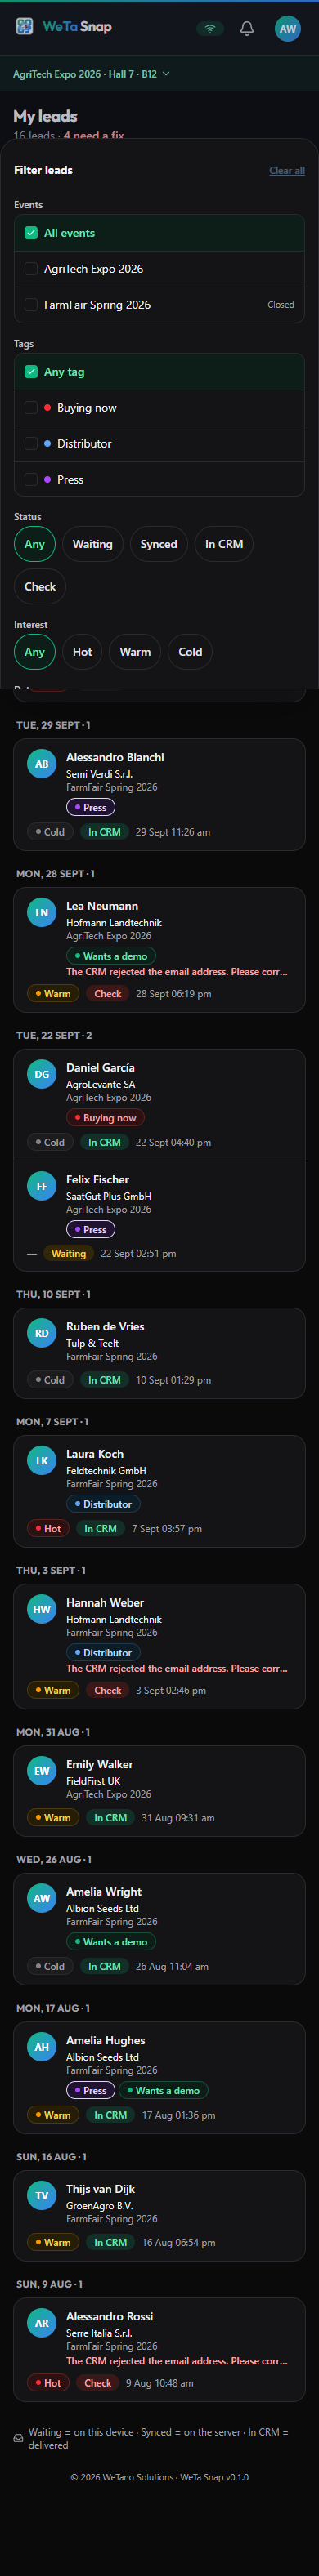 WeTa Snap
AW
AgriTech Expo 2026 · Hall 7 · B12
My leads
16 leads · 4 need a fix
Filter leads
Clear all
Events
All events
AgriTech Expo 2026
FarmFair Spring 2026
Closed
Tags
Any tag
Buying now
Distributor
Press
Status
Any
Waiting
Synced
In CRM
Check
Interest
Any
Hot
Warm
Cold
TUE, 29 SEPT · 1
AB
Alessandro Bianchi
Semi Verdi S.r.l.
FarmFair Spring 2026
Press
Cold
In CRM
29 Sept 11:26 am
MON, 28 SEPT · 1
LN
Lea Neumann
Hofmann Landtechnik
AgriTech Expo 2026
Wants a demo
The CRM rejected the email address. Please corr...
Warm
Check
28 Sept 06:19 pm
TUE, 22 SEPT · 2
DG
Daniel García
AgroLevante SA
AgriTech Expo 2026
Buying now
Cold
In CRM
22 Sept 04:40 pm
FF
Felix Fischer
SaatGut Plus GmbH
AgriTech Expo 2026
Press
—
Waiting
22 Sept 02:51 pm
THU, 10 SEPT · 1
RD
Ruben de Vries
Tulp & Teelt
FarmFair Spring 2026
Cold
In CRM
10 Sept 01:29 pm
MON, 7 SEPT · 1
LK
Laura Koch
Feldtechnik GmbH
FarmFair Spring 2026
Distributor
Hot
In CRM
7 Sept 03:57 pm
THU, 3 SEPT · 1
HW
Hannah Weber
Hofmann Landtechnik
FarmFair Spring 2026
Distributor
The CRM rejected the email address. Please corr...
Warm
Check
3 Sept 02:46 pm
MON, 31 AUG · 1
EW
Emily Walker
FieldFirst UK
AgriTech Expo 2026
Warm
In CRM
31 Aug 09:31 am
WED, 26 AUG · 1
AW
Amelia Wright
Albion Seeds Ltd
FarmFair Spring 2026
Wants a demo
Cold
In CRM
26 Aug 11:04 am
MON, 17 AUG · 1
AH
Amelia Hughes
Albion Seeds Ltd
FarmFair Spring 2026
Press
Wants a demo
Warm
In CRM
17 Aug 01:36 pm
SUN, 16 AUG · 1
TV
Thijs van Dijk
GroenAgro B.V.
FarmFair Spring 2026
Warm
In CRM
16 Aug 06:54 pm
SUN, 9 AUG · 1
AR
Alessandro Rossi
Serre Italia S.r.l.
FarmFair Spring 2026
The CRM rejected the email address. Please corr...
Hot
Check
9 Aug 10:48 am
Waiting = on this device · Synced = on the server · In CRM =
delivered
© 2026 WeTano Solutions · WeTa Snap v0.1.0